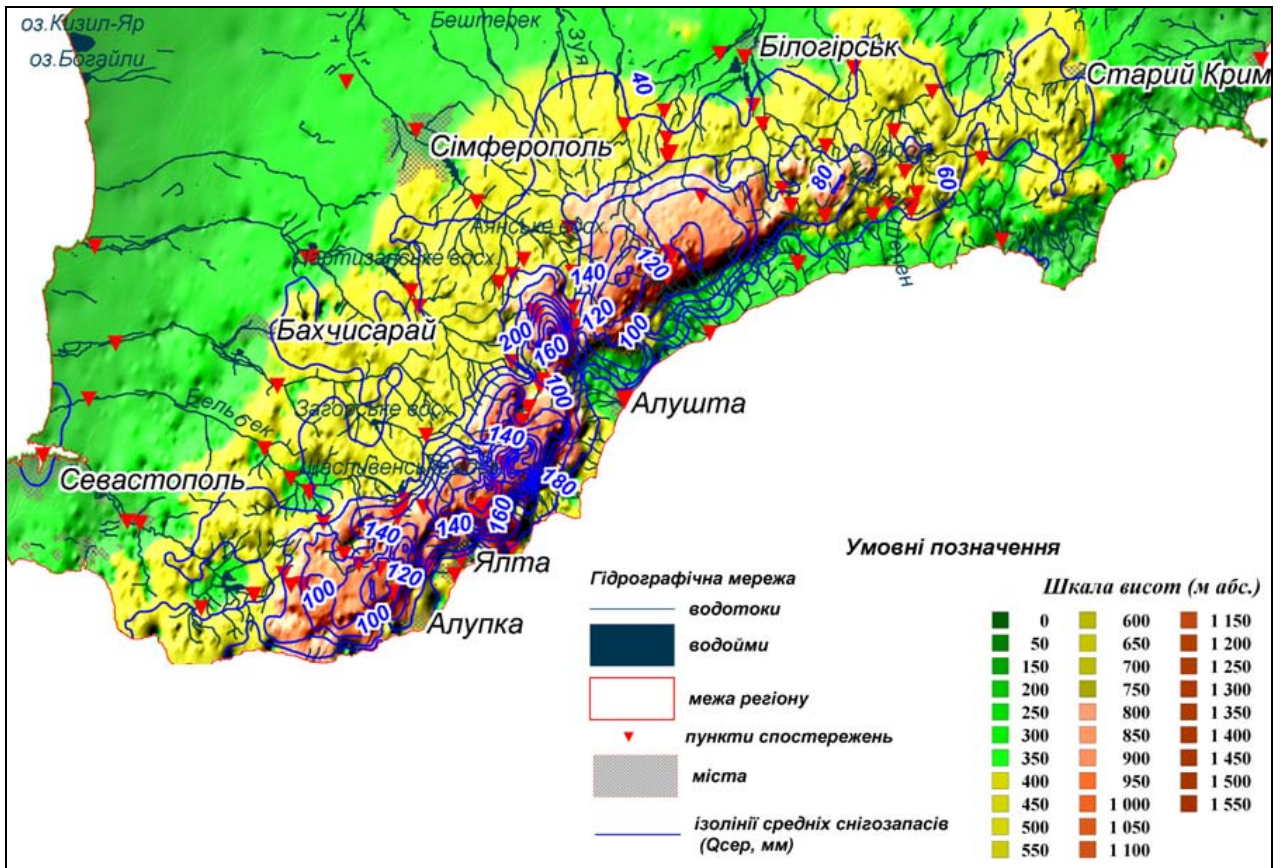 оз.Кизил-Яр
оз.Богайли
Бештерек
Зуя
Білогірськ
Старий Крим
40
Сімферополь
80
60
Аянське вдсх.
Партизанське вдсх.
140
120
120
200
160
100
Бахчисарай
100
Алушта
Бельбек
Загорське вдсх.
140
Севастополь
180
160
140
140
Ялта
120
100
100
Алупка
Умовні позначення
Гідрографічна мережа
водотоки
водойми
межа регіону
пункти спостережень
міста
ізолінії средніх снігозапасів
(Qсер, мм)
Шкала висот (м абс.)
0 600 1 150
50 650 1 200
150 700 1 250
200 750 1 300
250 800 1 350
300 850 1 400
350 900 1 450
400 950 1 500
450 1 000 1 550
500 1 050
550 1 100